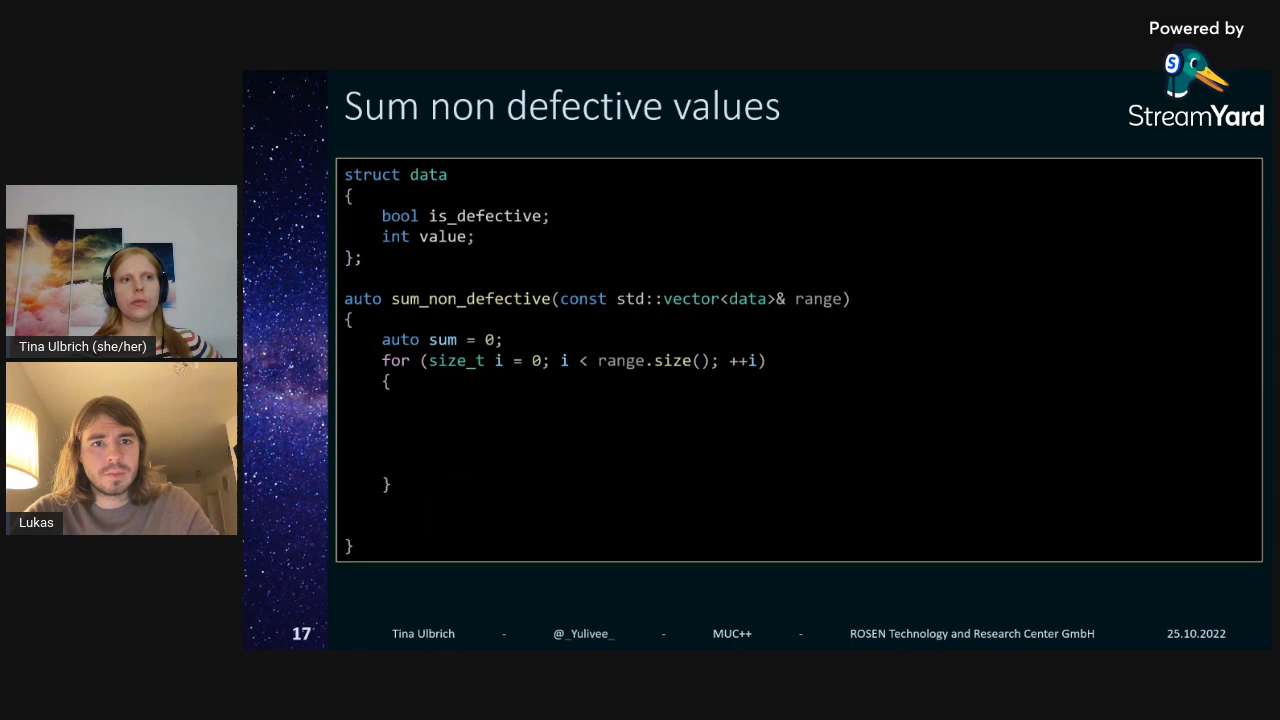 Powered by
StreamYard
Sum non defective values
struct data
{
    bool is_defective;
    int value;
};
auto sum_non_defective(const std::vector<data>& range)
{
    auto sum = 0;
    for (size_t i = 0; i < range.size(); ++i)
    {
    }
}
Tina Ulbrich (she/her)
Lukas
17
Tina Ulbrich - @_Yulivee_ - MUC++ - ROSEN Technology and Research Center GmbH 25.10.2022